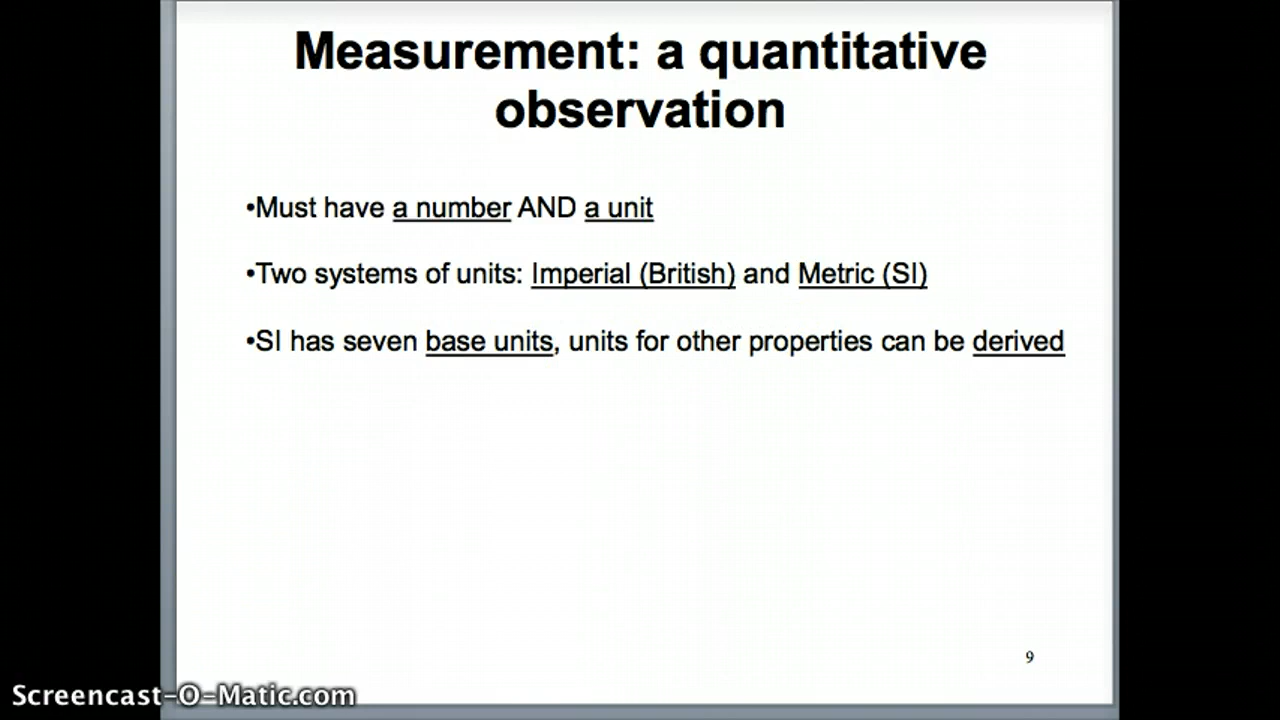 Measurement: a quantitative
observation
•Must have a number AND a unit
•Two systems of units: Imperial (British) and Metric (SI)
•SI has seven base units, units for other properties can be derived
9
Screencast-O-Matic.com